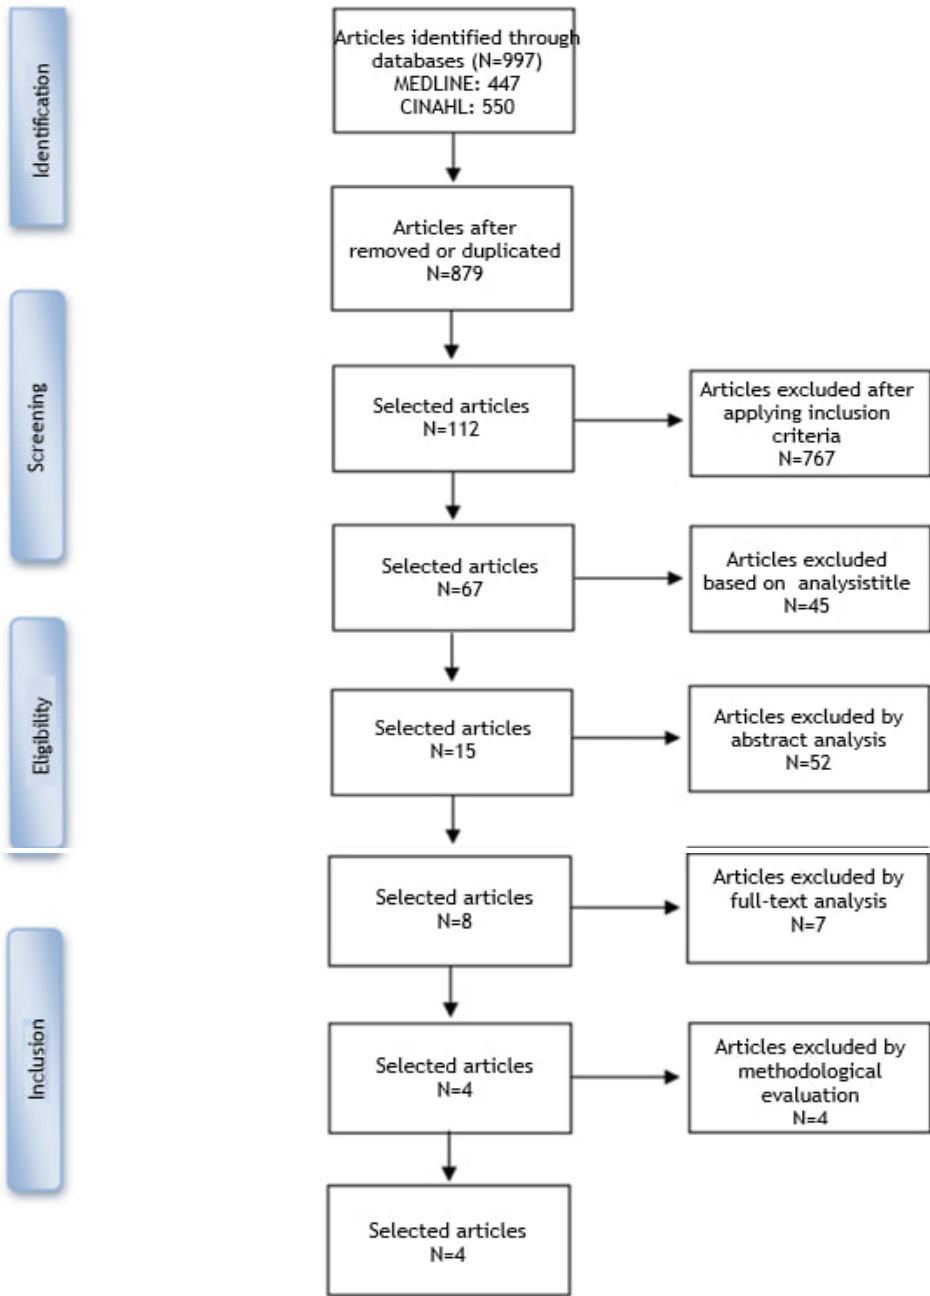 Identification
Articles identified through
databases (N=997)
MEDLINE: 447
CINAHL: 550
Articles after
removed or duplicated
N=879
Screening
Selected articles
N=112
Articles excluded after
applying inclusion
criteria
N=767
Selected articles
N=67
Articles excluded
based on analysistitle
N=45
Eligibility
Selected articles
N=15
Articles excluded by
abstract analysis
N=52
Selected articles
N=8
Articles excluded by
full-text analysis
N=7
Inclusion
Selected articles
N=4
Articles excluded by
methodological
evaluation
N=4
Selected articles
N=4